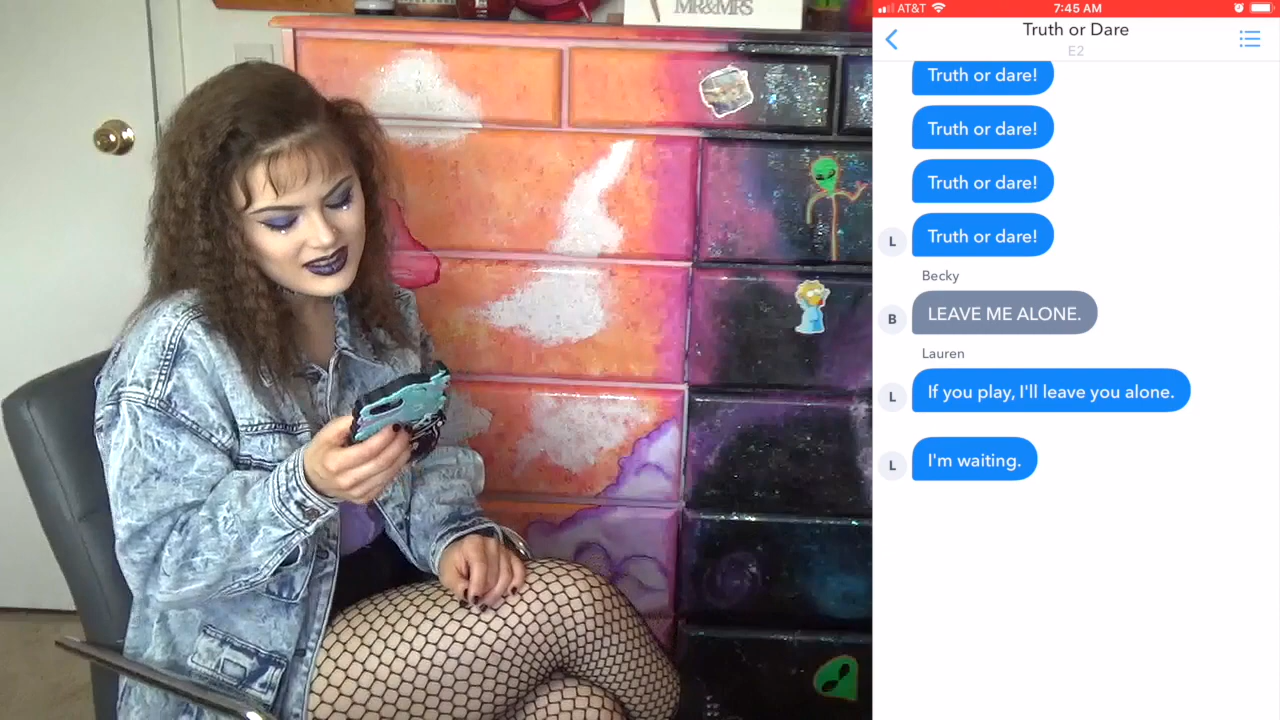 MR&MRS
AT&T 7:45 AM
Truth or Dare
E2
Truth or dare!
Truth or dare!
Truth or dare!
L Truth or dare!
Becky
B LEAVE ME ALONE.
Lauren
L If you play, I'll leave you alone.
L I'm waiting.